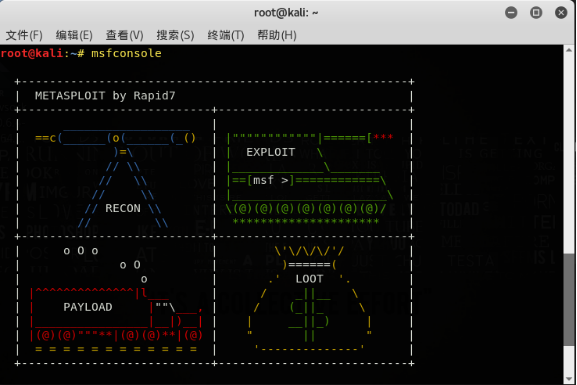 root@kali: ~
文件(F) 编辑(E) 查看(V) 搜索(S) 终端(T) 帮助(H)
root@kali:~# msfconsole
METASPLOIT by Rapid7
EXPLOIT
==[msf >]============\
RECON
o O o
o O
o
PAYLOAD
LOOT